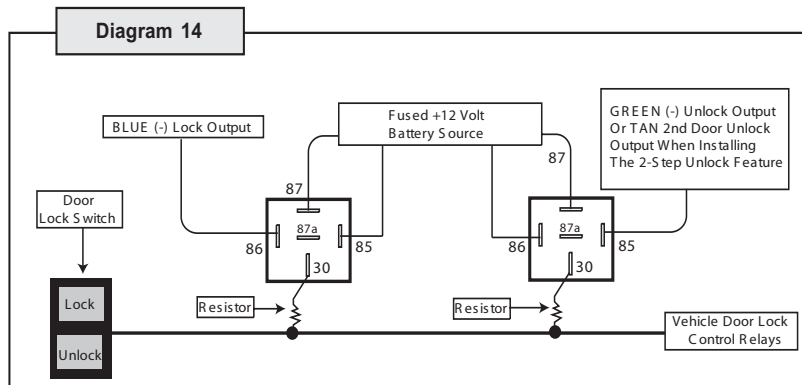 Diagram 14
BLUE (-) Lock Output
Fused +12 Volt
Battery Source
GREEN (-) Unlock Output
Or TAN 2nd Door Unlock
Output When Installing
The 2-Step Unlock Feature
87
87
Door
Lock Switch
87a
86
85
30
87a
86
85
30
Lock
Unlock
Resistor
Resistor
Vehicle Door Lock
Control Relays